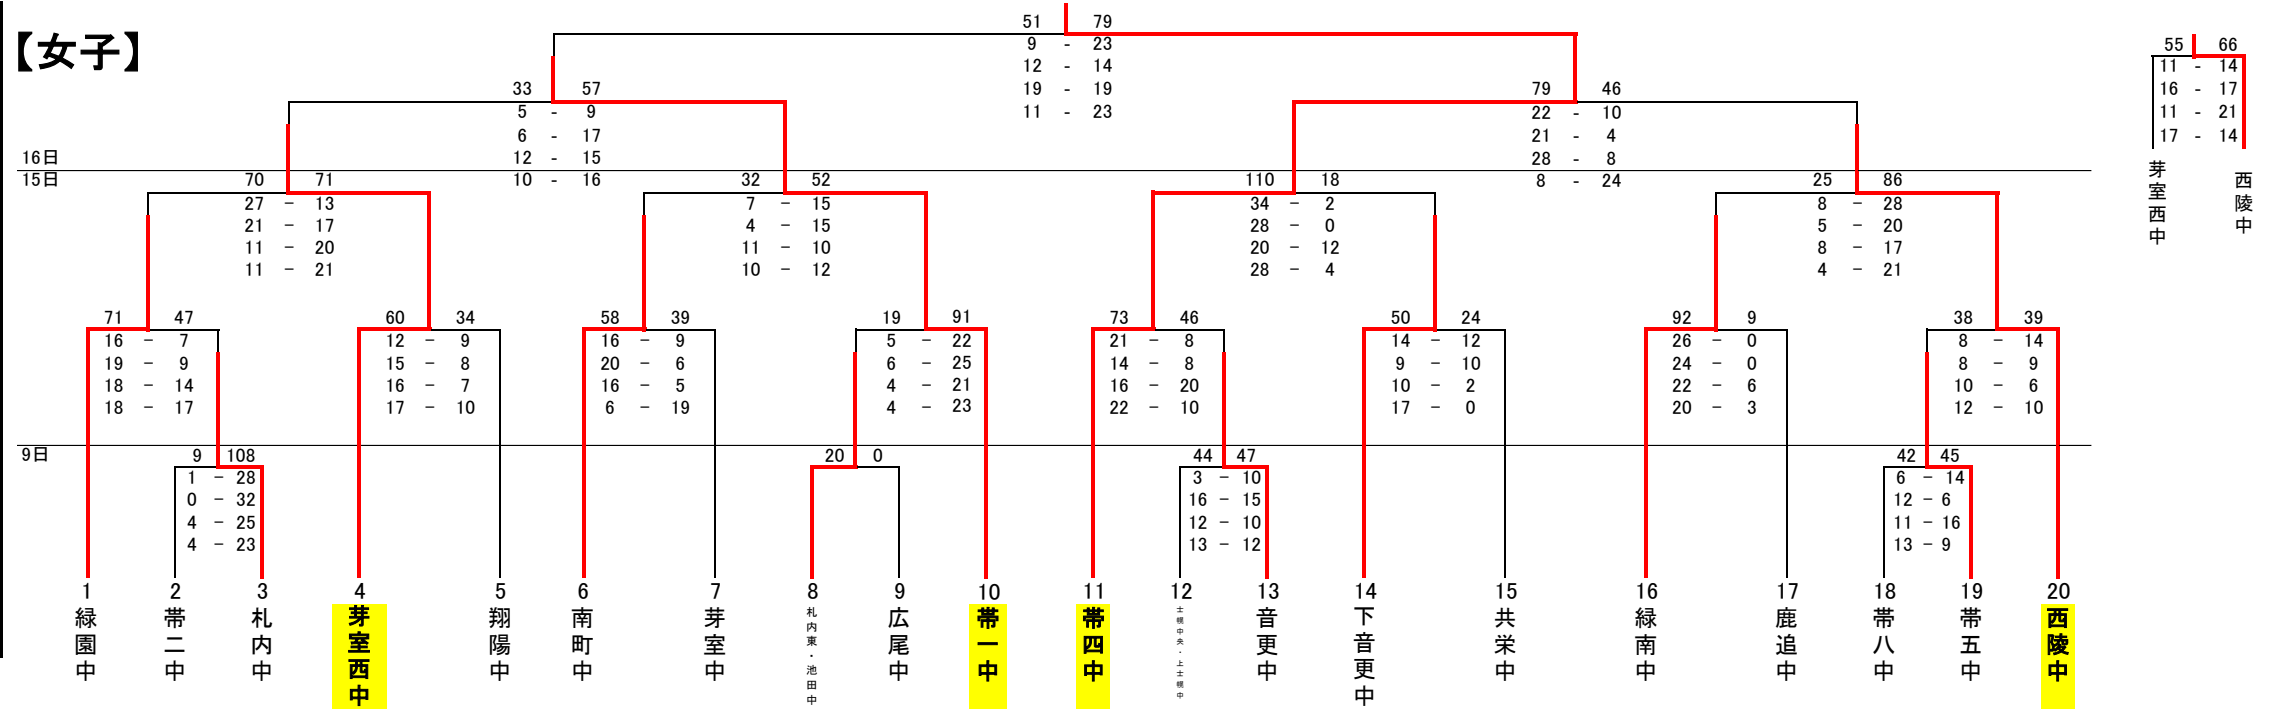 【女子】
51 79
9 - 23
12 - 14
19 - 19
11 - 23
55 66
11 - 14
16 - 17
11 - 21
17 - 14
芽室西中
西陵中
33 57
5 - 9
6 - 17
12 - 15
10 - 16
79 46
22 - 10
21 - 4
28 - 8
8 - 24
16日
15日
70 71
27 － 13
21 － 17
11 － 20
11 － 21
32 52
7 － 15
4 － 15
11 － 10
10 － 12
110 18
34 － 2
28 － 0
20 － 12
28 － 4
25 86
8 － 28
5 － 20
8 － 17
4 － 21
71 47
16 － 7
19 － 9
18 － 14
18 － 17
60 34
12 － 9
15 － 8
16 － 7
17 － 10
58 39
16 － 9
20 － 6
16 － 5
6 － 19
19 91
5 － 22
6 － 25
4 － 21
4 － 23
73 46
21 － 8
14 － 8
16 － 20
22 － 10
50 24
14 － 12
9 － 10
10 － 2
17 － 0
92 9
26 － 0
24 － 0
22 － 6
20 － 3
38 39
8 － 14
8 － 9
10 － 6
12 － 10
9日
9 108
1 － 28
0 － 32
4 － 25
4 － 23
20 0
44 47
3 － 10
16 － 15
12 － 10
13 － 12
42 45
6 － 14
12 － 6
11 － 16
13 － 9
1 緑園中
2 帯二中
3 札内中
4 芽室西中
5 翔陽中
6 南町中
7 芽室中
8 札内東・池田中
9 広尾中
10 帯一中
11 帯四中
12 士幌中央・上士幌中
13 音更中
14 下音更中
15 共栄中
16 緑南中
17 鹿追中
18 帯八中
19 帯五中
20 西陵中